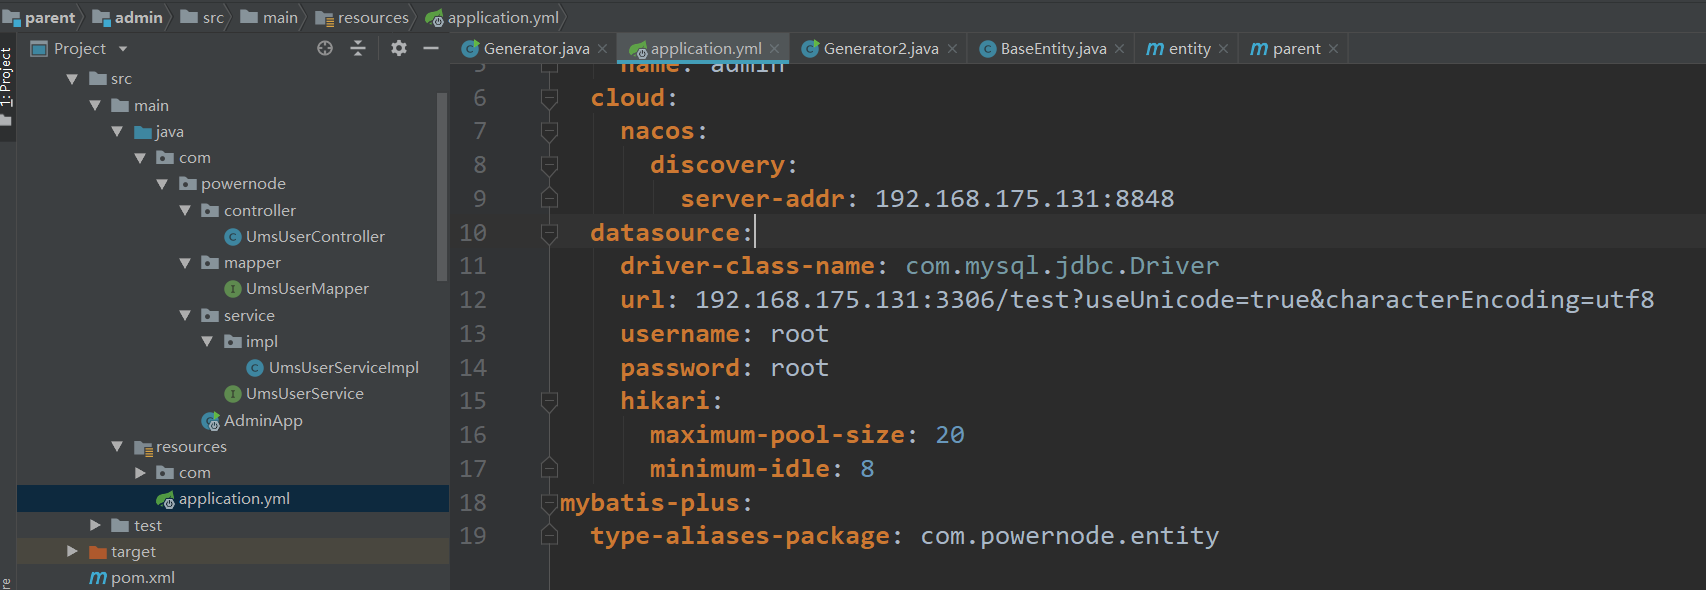 parent admin src main resources application.yml
Project
1: Project
src
main
java
com
powernode
controller
UmsUserController
mapper
UmsUserMapper
service
impl
UmsUserServiceImpl
UmsUserService
AdminApp
resources
com
application.yml
test
target
pom.xml
Generator.java application.yml Generator2.java BaseEntity.java entity parent
5 name: admin
6 cloud:
7 nacos:
8 discovery:
9 server-addr: 192.168.175.131:8848
10 datasource:
11 driver-class-name: com.mysql.jdbc.Driver
12 url: 192.168.175.131:3306/test?useUnicode=true&characterEncoding=utf8
13 username: root
14 password: root
15 hikari:
16 maximum-pool-size: 20
17 minimum-idle: 8
18 mybatis-plus:
19 type-aliases-package: com.powernode.entity